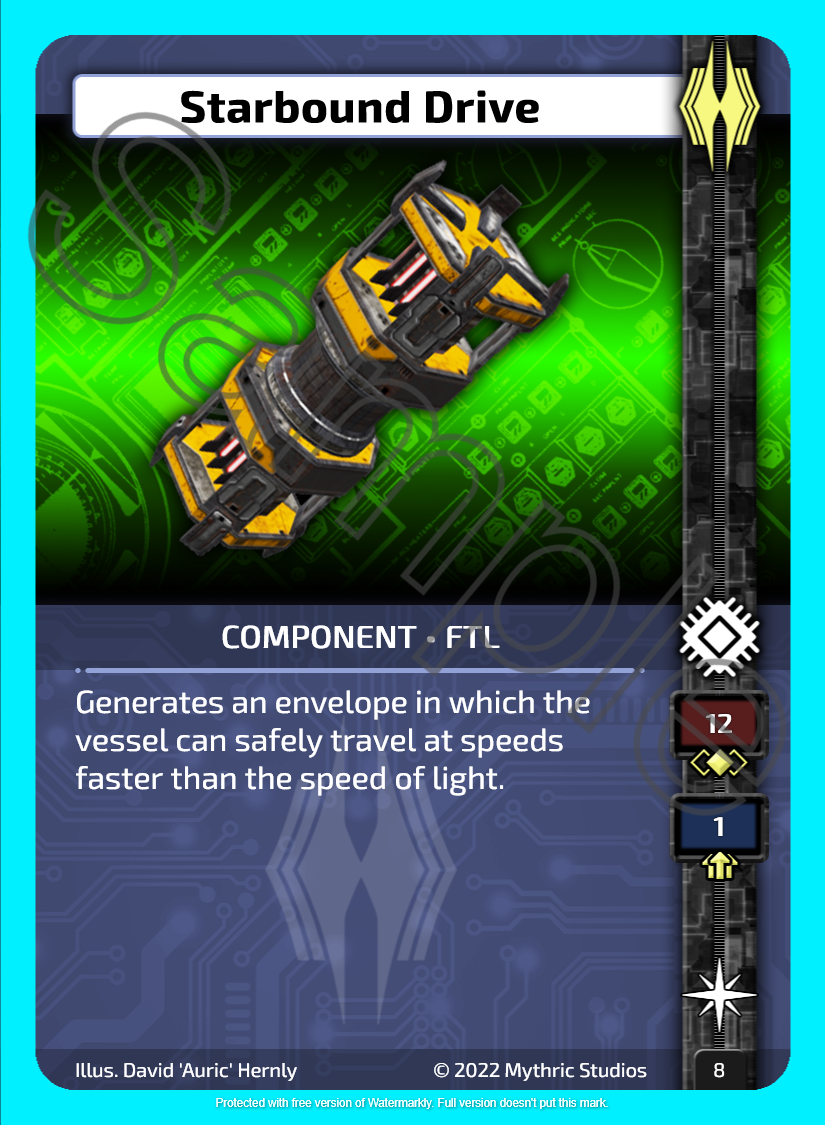 Starbound Drive
Sample
COMPONENT • FTL
Generates an envelope in which the
vessel can safely travel at speeds
faster than the speed of light.
12
1
Illus. David 'Auric' Hernly
© 2022 Mythric Studios
8
Protected with free version of Watermarkly. Full version doesn't put this mark.